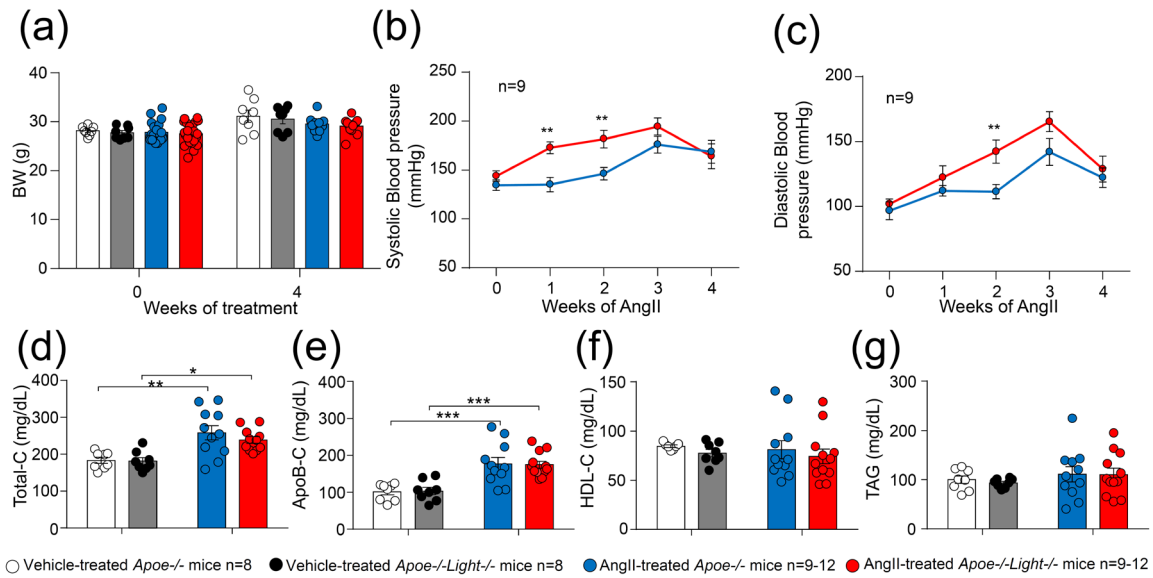 (a)
BW (g)
40
30
20
10
0
0
4
Weeks of treatment
(b)
Systolic Blood pressure
(mmHg)
250
200
150
100
50
n=9
**
**
0 1 2 3 4
Weeks of AngII
(c)
Diastolic Blood
pressure (mmHg)
200
150
100
50
n=9
**
0 1 2 3 4
Weeks of AngII
(d)
Total-C (mg/dL)
400
300
200
100
0
**
*
(e)
ApoB-C (mg/dL)
400
300
200
100
0
***
***
(f)
HDL-C (mg/dL)
150
100
50
0
(g)
TAG (mg/dL)
300
200
100
0
Vehicle-treated Apoe-/- mice n=8
Vehicle-treated Apoe-/-Light-/- mice n=8
AngII-treated Apoe-/- mice n=9-12
AngII-treated Apoe-/-Light-/- mice n=9-12